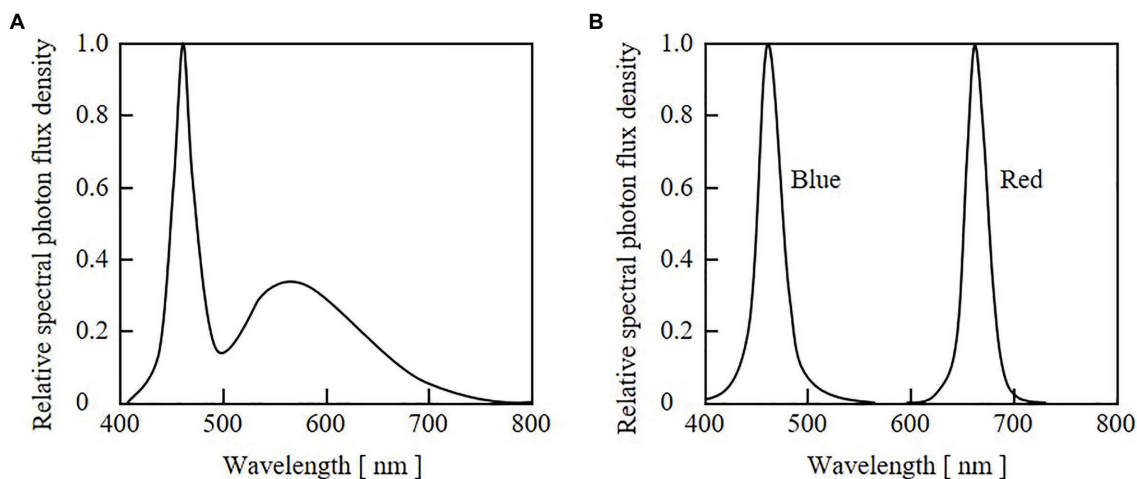 A
Relative spectral photon flux density
1.0
0.8
0.6
0.4
0.2
0
400 500 600 700 800
Wavelength [ nm ]
B
Relative spectral photon flux density
1.0
0.8
0.6
0.4
0.2
0
Blue
Red
400 500 600 700 800
Wavelength [ nm ]